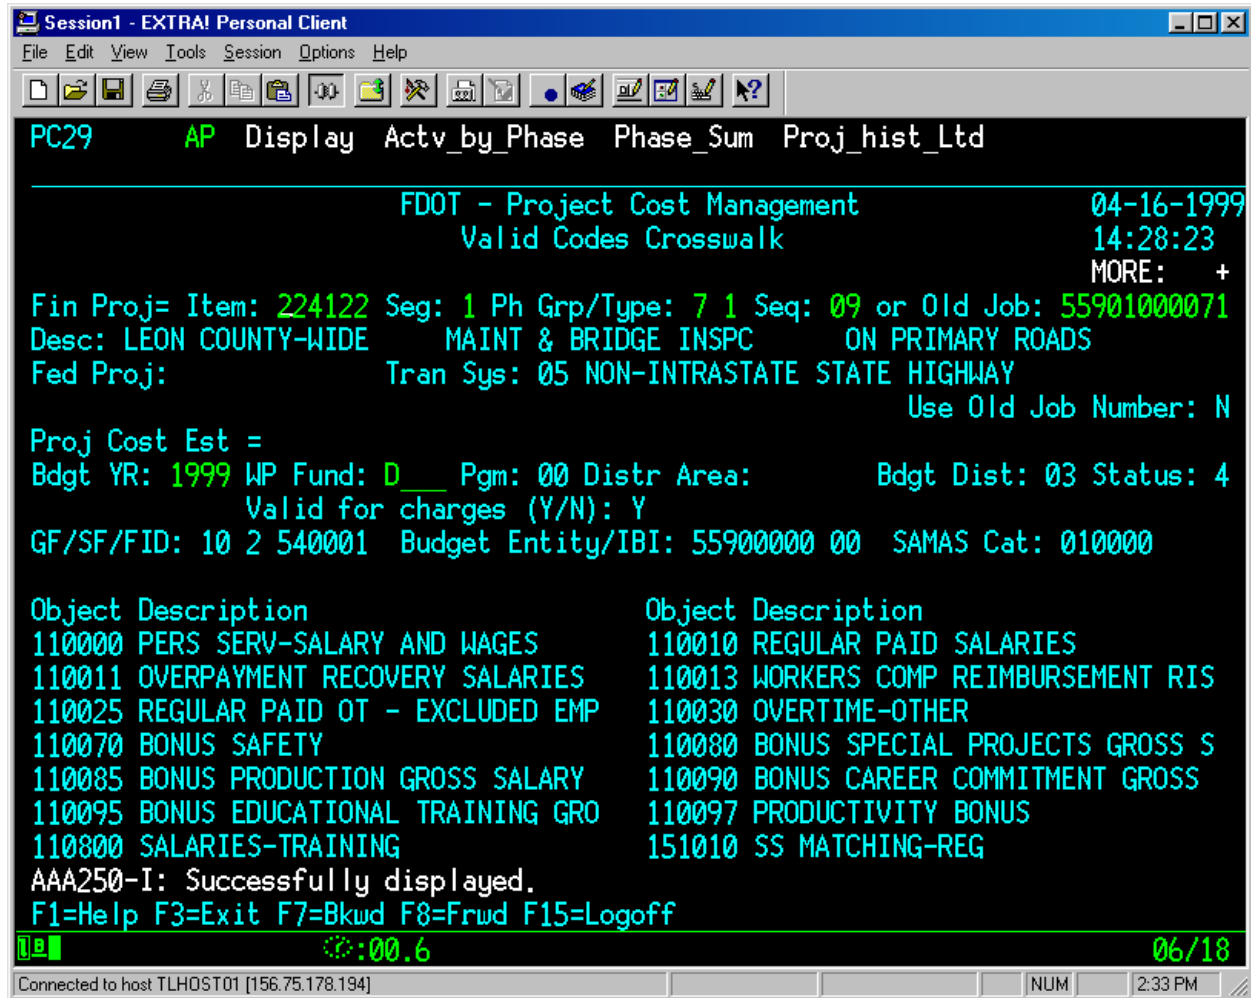 Session1 - EXTRA! Personal Client
File Edit View Tools Session Options Help
PC29 AP Display Actv_by_Phase Phase_Sum Proj_hist_Ltd
FDOT - Project Cost Management 04-16-1999
Valid Codes Crosswalk 14:28:23
MORE: +
Fin Proj= Item: 224122 Seg: 1 Ph Grp/Type: 7 1 Seq: 09 or Old Job: 55901000071
Desc: LEON COUNTY-WIDE MAINT & BRIDGE INSPC ON PRIMARY ROADS
Fed Proj: Tran Sys: 05 NON-INTRASTATE STATE HIGHWAY
Use Old Job Number: N
Proj Cost Est =
Bdgt YR: 1999 WP Fund: D___ Pgm: 00 Distr Area: Bdgt Dist: 03 Status: 4
Valid for charges (Y/N): Y
GF/SF/FID: 10 2 540001 Budget Entity/IBI: 55900000 00 SAMAS Cat: 010000
Object Description Object Description
110000 PERS SERV-SALARY AND WAGES 110010 REGULAR PAID SALARIES
110011 OVERPAYMENT RECOVERY SALARIES 110013 WORKERS COMP REIMBURSEMENT RIS
110025 REGULAR PAID OT - EXCLUDED EMP 110030 OVERTIME-OTHER
110070 BONUS SAFETY 110080 BONUS SPECIAL PROJECTS GROSS S
110085 BONUS PRODUCTION GROSS SALARY 110090 BONUS CAREER COMMITMENT GROSS
110095 BONUS EDUCATIONAL TRAINING GRO 110097 PRODUCTIVITY BONUS
110800 SALARIES-TRAINING 151010 SS MATCHING-REG
AAA250-I: Successfully displayed.
F1=Help F3=Exit F7=Bkwd F8=Frwd F15=Logoff
B :00.6 06/18
Connected to host TLHOST01 [156.75.178.194] NUM 2:33 PM